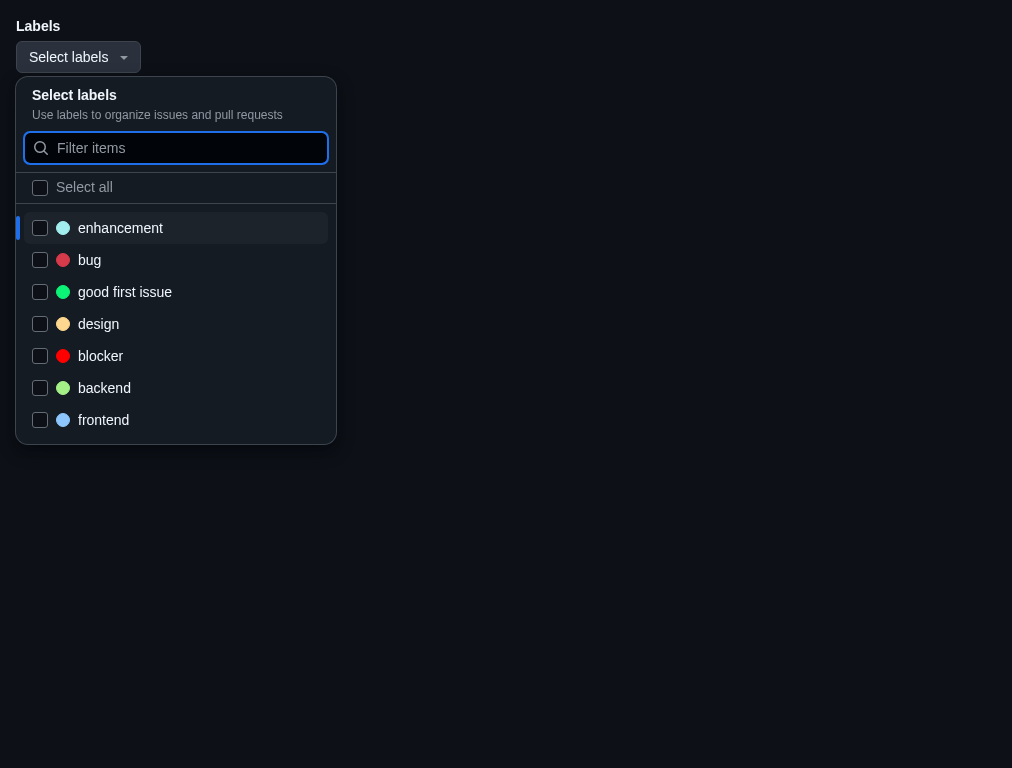 Labels
Select labels
Select labels
Use labels to organize issues and pull requests
Filter items
Select all
enhancement
bug
good first issue
design
blocker
backend
frontend